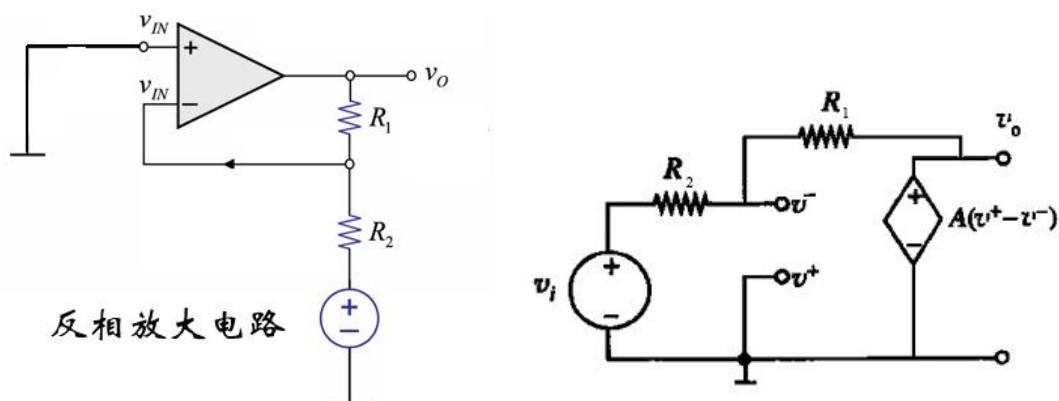 v_IN
+
v_IN
−
v_O
R_1
R_2
+
−
反相放大电路
R_1
v_o
R_2
v^-
+
A(v^+−v^-)
−
v^+
+
v_i
−